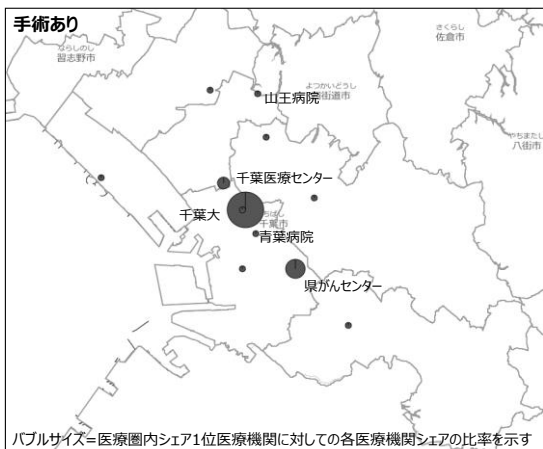 手術あり
さくらし
佐倉市
ならしのし
習志野市
よつかいどうし
街道市
山王病院
やちまたし
八街市
千葉医療センター
千葉大
千葉市
青葉病院
県がんセンター
バブルサイズ=医療圏内シェア1位医療機関に対しての各医療機関シェアの比率を示す